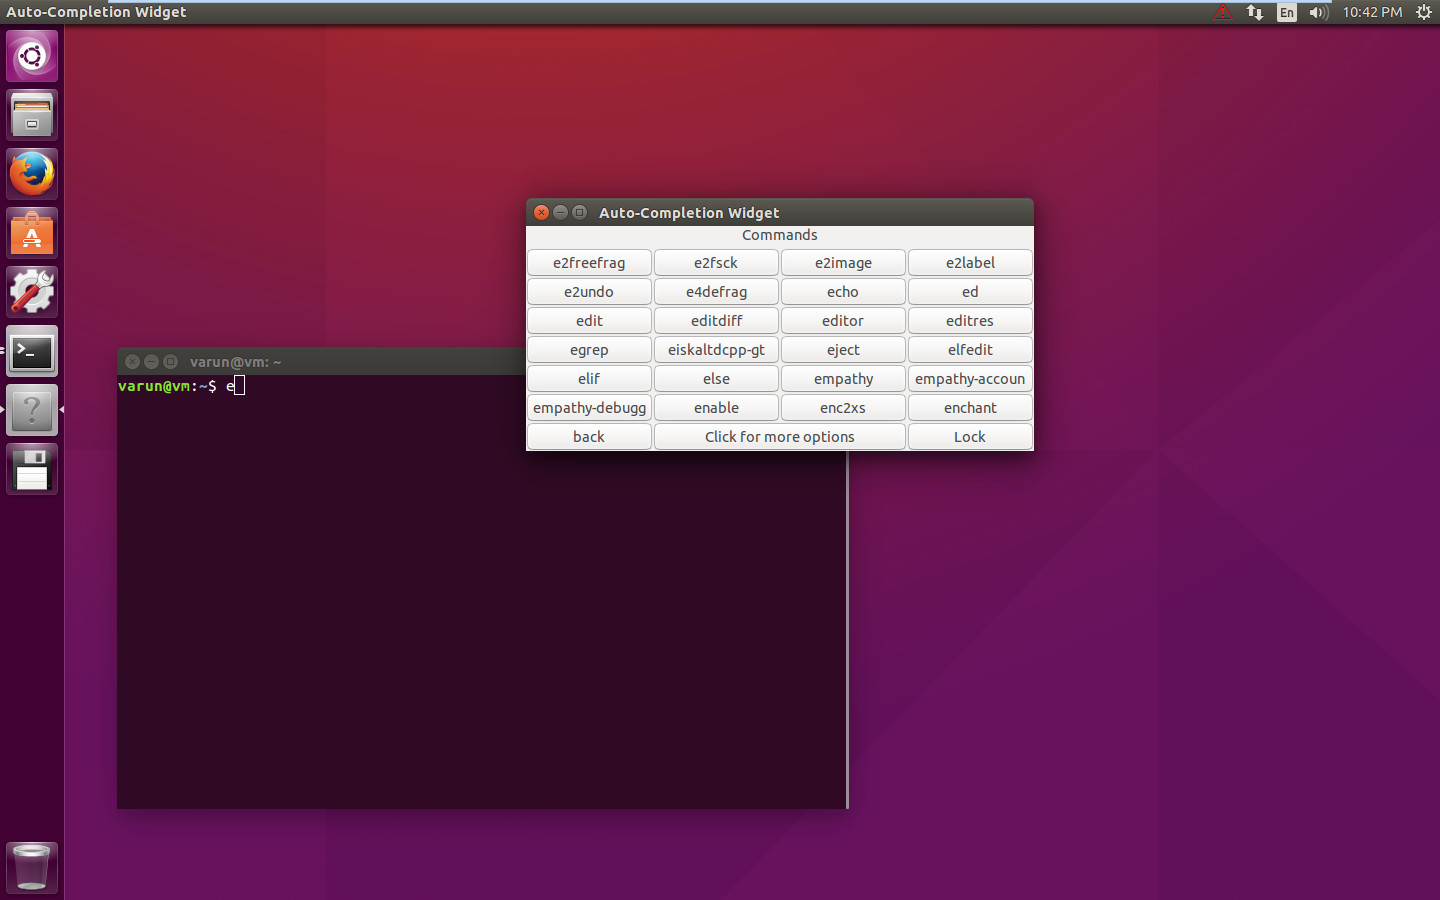 Auto-Completion Widget
En
10:42 PM
Auto-Completion Widget
Commands
e2freefrag e2fsck e2image e2label
e2undo e4defrag echo ed
edit editdiff editor editres
egrep eiskaltdcpp-gt eject elfedit
elif else empathy empathy-accoun
empathy-debugg enable enc2xs enchant
back Click for more options Lock
varun@vm: ~
varun@vm:~$ e